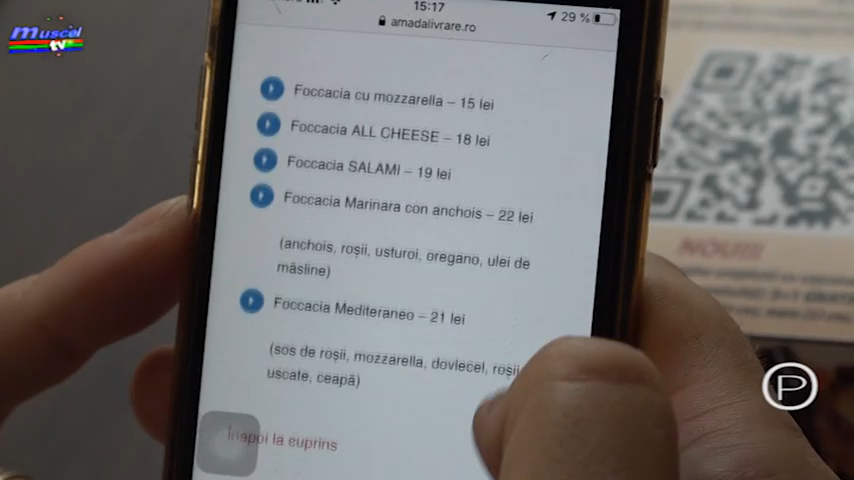 muscel
tv
15:17
29 %
amadalivrare.ro
Foccacia cu mozzarella – 15 lei
Foccacia ALL CHEESE – 18 lei
Foccacia SALAMI – 19 lei
Foccacia Marinara con anchois – 22 lei
(anchois, roșii, usturoi, oregano, ulei de
măsline)
Foccacia Mediteraneo – 21 lei
(sos de roșii, mozzarella, dovlecel, roșii
uscate, ceapă)
Înapoi la cuprins
NOU!!!
P